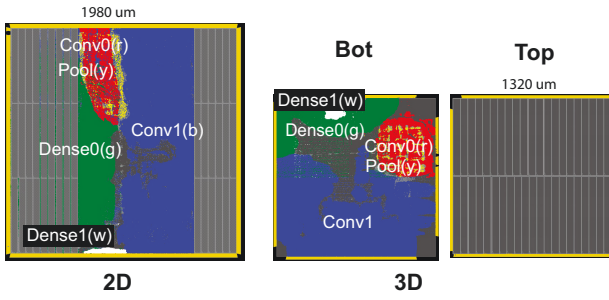 1980 um
Conv0(r)
Pool(y)
Conv1(b)
Dense0(g)
Dense1(w)
2D
Bot
Top
1320 um
Dense1(w)
Dense0(g)
Conv0(r)
Pool(y)
Conv1
3D